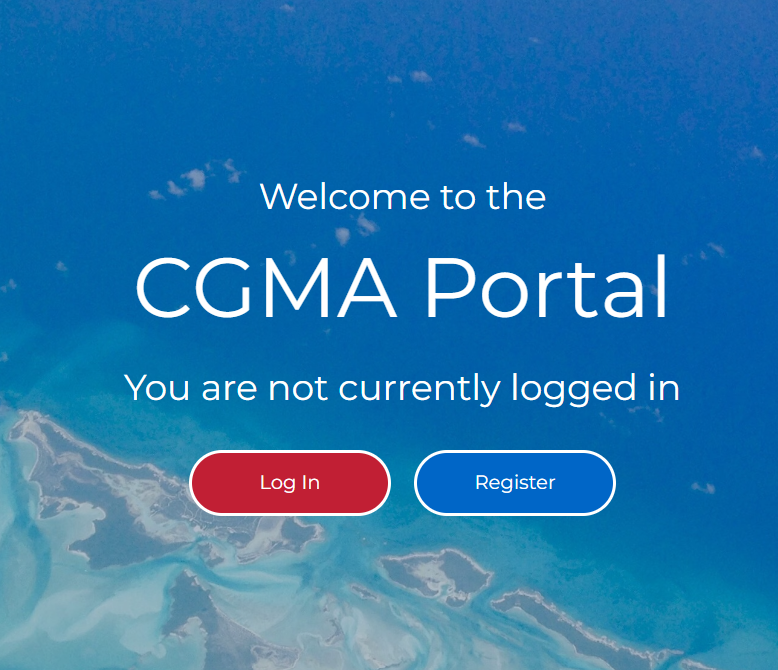 Welcome to the
CGMA Portal
You are not currently logged in
Log In
Register